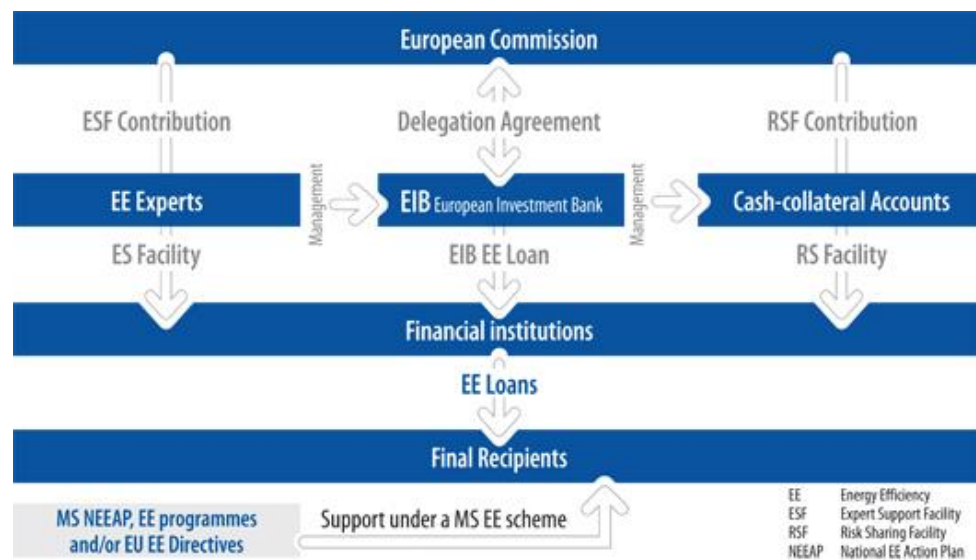 European Commission
ESF Contribution
Delegation Agreement
RSF Contribution
EE Experts
Management
EIB European Investment Bank
Management
Cash-collateral Accounts
ES Facility
EIB EE Loan
RS Facility
Financial institutions
EE Loans
Final Recipients
MS NEEAP, EE programmes
and/or EU EE Directives
Support under a MS EE scheme
EE Energy Efficiency
ESF Expert Support Facility
RSF Risk Sharing Facility
NEEAP National EE Action Plan